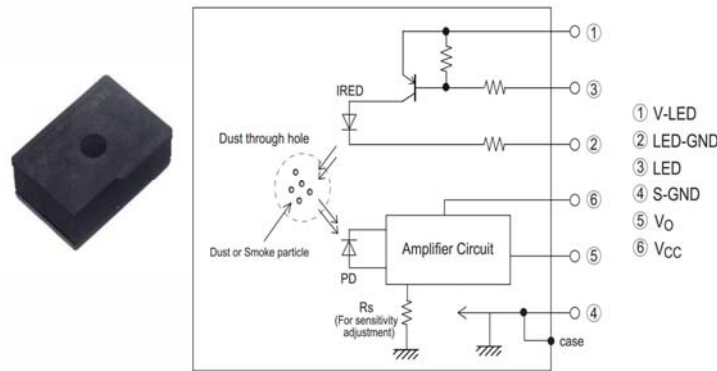 ①
IRED
③
Dust through hole
②
⑥
Dust or Smoke particle
Amplifier Circuit
⑤
PD
Rs
(For sensitivity
adjustment)
④
case
① V-LED
② LED-GND
③ LED
④ S-GND
⑤ VO
⑥ VCC